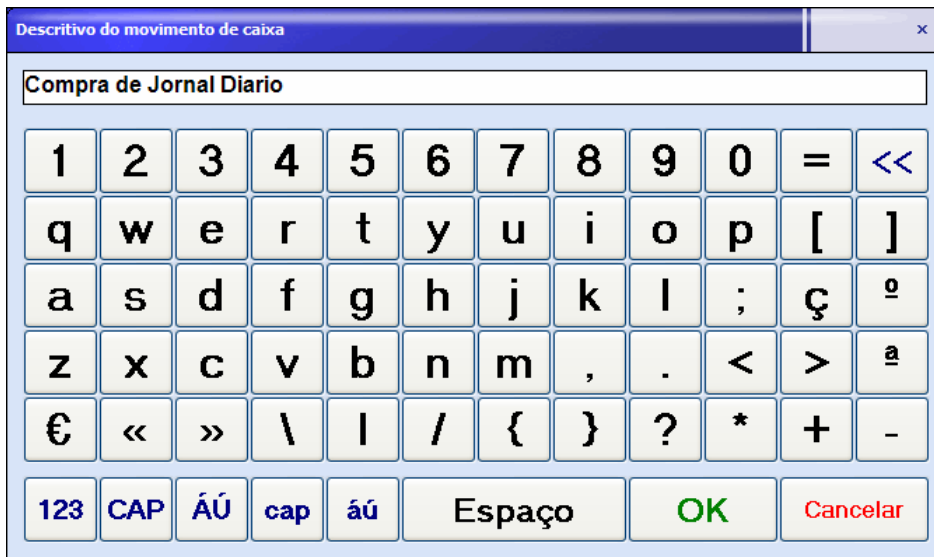 Descritivo do movimento de caixa x
Compra de Jornal Diario
1 2 3 4 5 6 7 8 9 0 = <<
q w e r t y u i o p [ ]
a s d f g h j k l ; ç º
z x c v b n m , . < > ª
€ « » \ | / { } ? * + -
123 CAP ÁÚ cap áú Espaço OK Cancelar